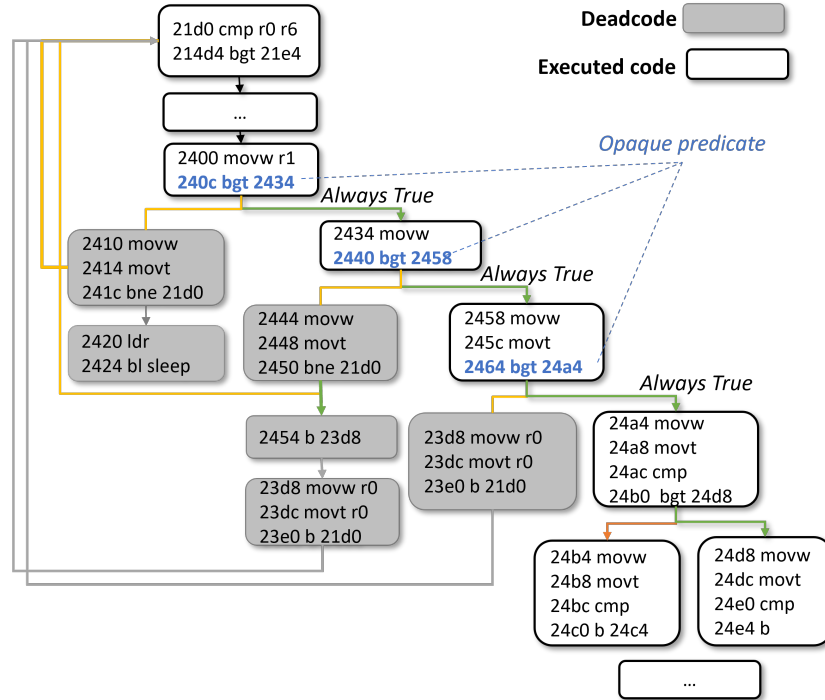 21d0 cmp r0 r6
214d4 bgt 21e4
Deadcode
Executed code
...
2400 movw r1
240c bgt 2434
Opaque predicate
Always True
2434 movw
2440 bgt 2458
2410 movw
2414 movt
241c bne 21d0
Always True
2420 ldr
2424 bl sleep
2444 movw
2448 movt
2450 bne 21d0
2458 movw
245c movt
2464 bgt 24a4
Always True
2454 b 23d8
23d8 movw r0
23dc movt r0
23e0 b 21d0
24a4 movw
24a8 movt
24ac cmp
24b0  bgt 24d8
23d8 movw r0
23dc movt r0
23e0 b 21d0
24b4 movw
24b8 movt
24bc cmp
24c0 b 24c4
24d8 movw
24dc movt
24e0 cmp
24e4 b
...